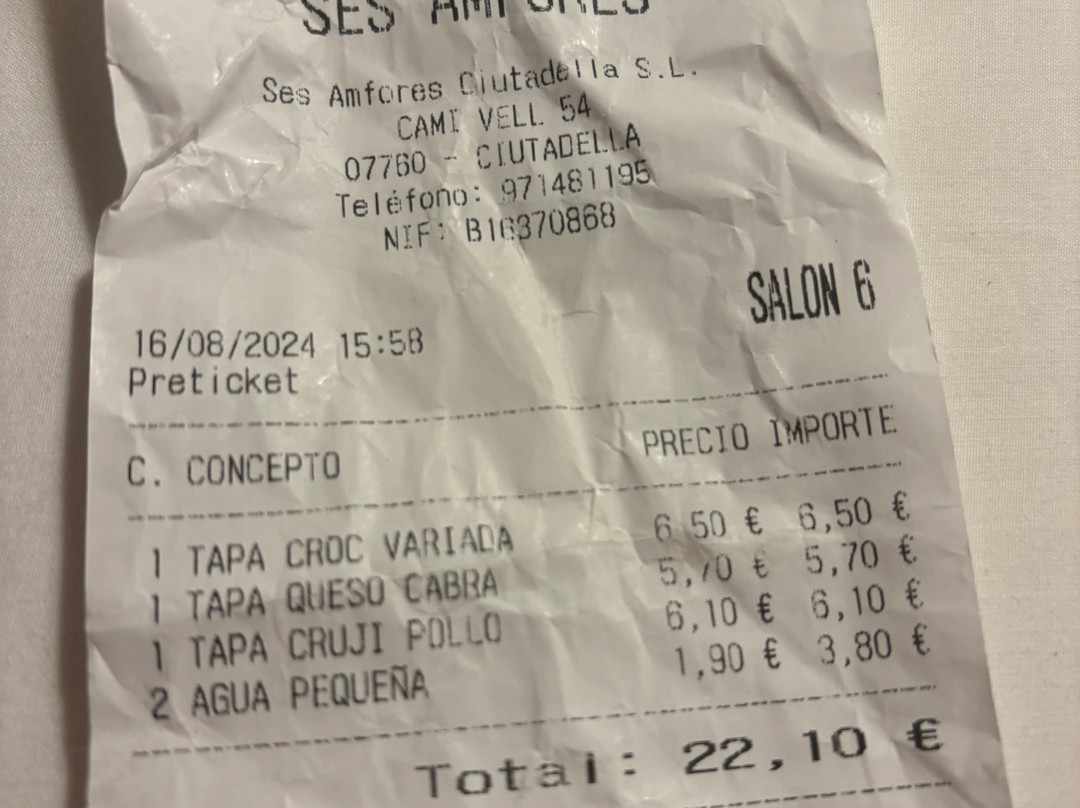 SES AMFORES
Ses Amfores Ciutadella S.L.
CAMI VELL 54
07760 - CIUTADELLA
Teléfono: 971481195
NIF: B16370868
SALON 6
16/08/2024 15:58
Preticket
C. CONCEPTO PRECIO IMPORTE
1 TAPA CROC VARIADA 6,50 € 6,50 €
1 TAPA QUESO CABRA 5,70 € 5,70 €
1 TAPA CRUJI POLLO 6,10 € 6,10 €
2 AGUA PEQUEÑA 1,90 € 3,80 €
Total: 22,10 €